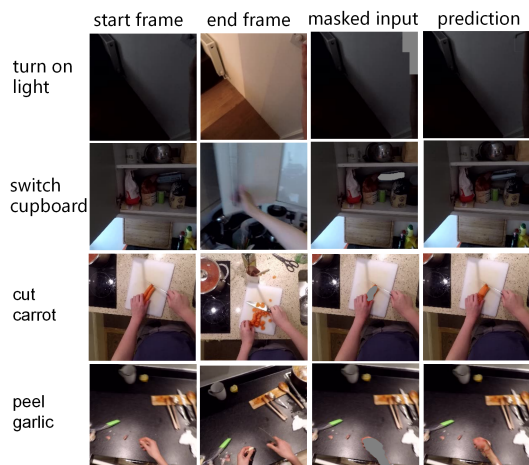 start frame end frame masked input prediction
turn on
light
switch
cupboard
cut
carrot
peel
garlic